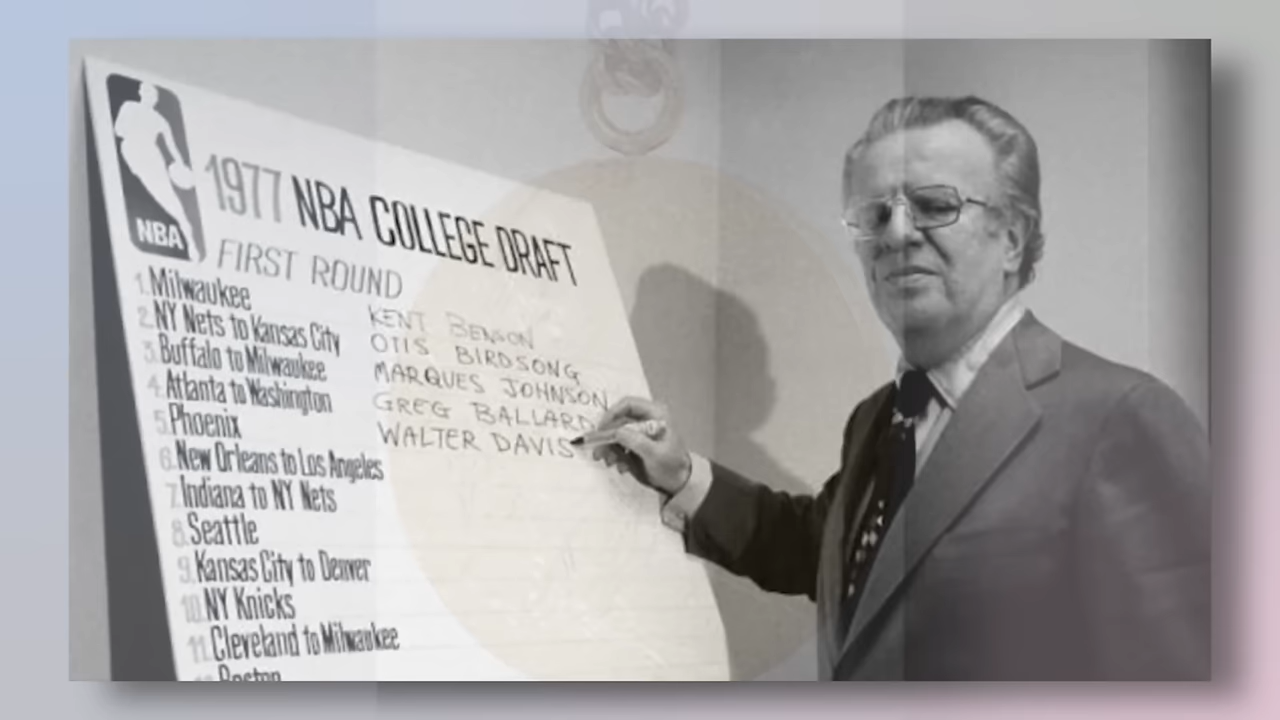 NBA
1977 NBA COLLEGE DRAFT
FIRST ROUND
1. Milwaukee KENT BENSON
2. NY Nets to Kansas City OTIS BIRDSONG
3. Buffalo to Milwaukee MARQUES JOHNSON
4. Atlanta to Washington GREG BALLARD
5. Phoenix WALTER DAVIS
6. New Orleans to Los Angeles
7. Indiana to NY Nets
8. Seattle
9. Kansas City to Denver
10. NY Knicks
11. Cleveland to Milwaukee
Boston